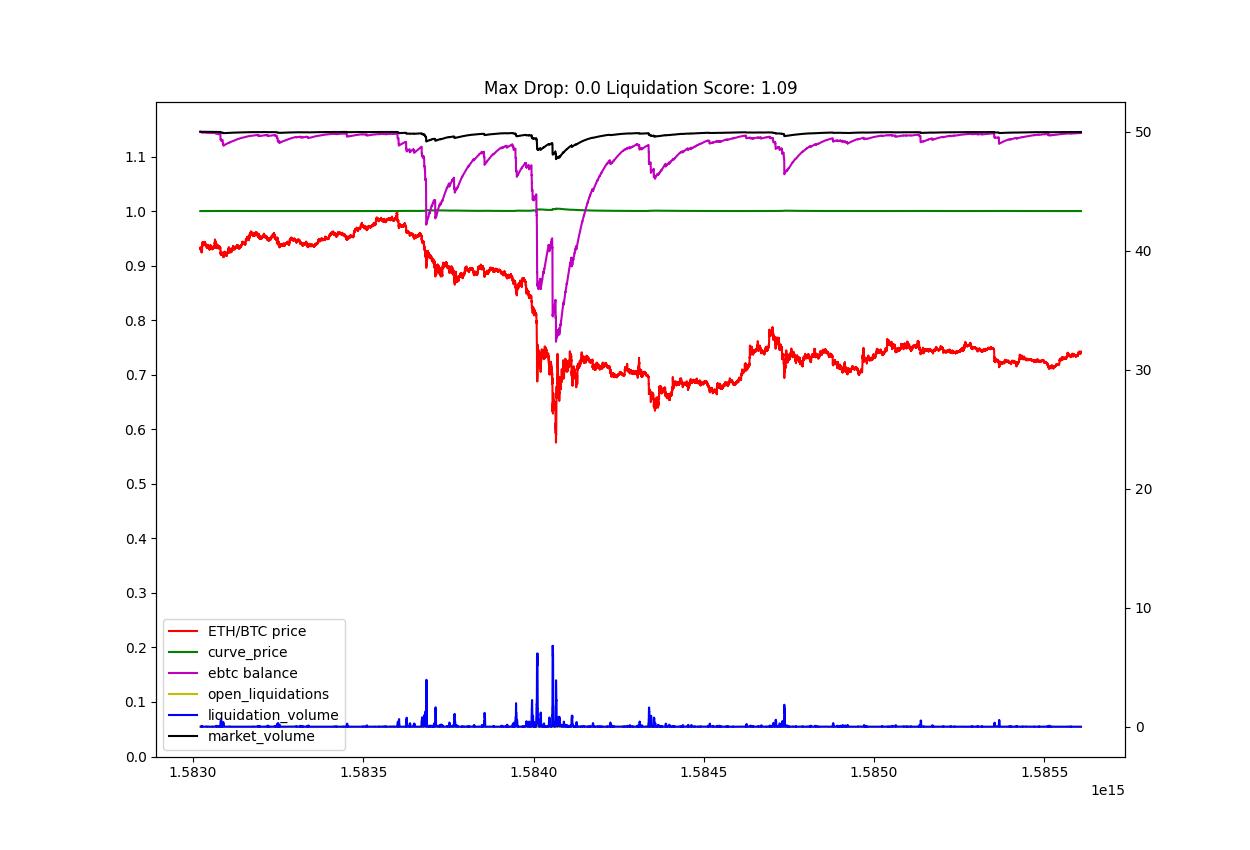 Max Drop: 0.0 Liquidation Score: 1.09
1.1
1.0
0.9
0.8
0.7
0.6
0.5
0.4
0.3
0.2
0.1
0.0
50
40
30
20
10
0
ETH/BTC price
curve_price
ebtc balance
open_liquidations
liquidation_volume
market_volume
1.5830 1.5835 1.5840 1.5845 1.5850 1.5855
1e15